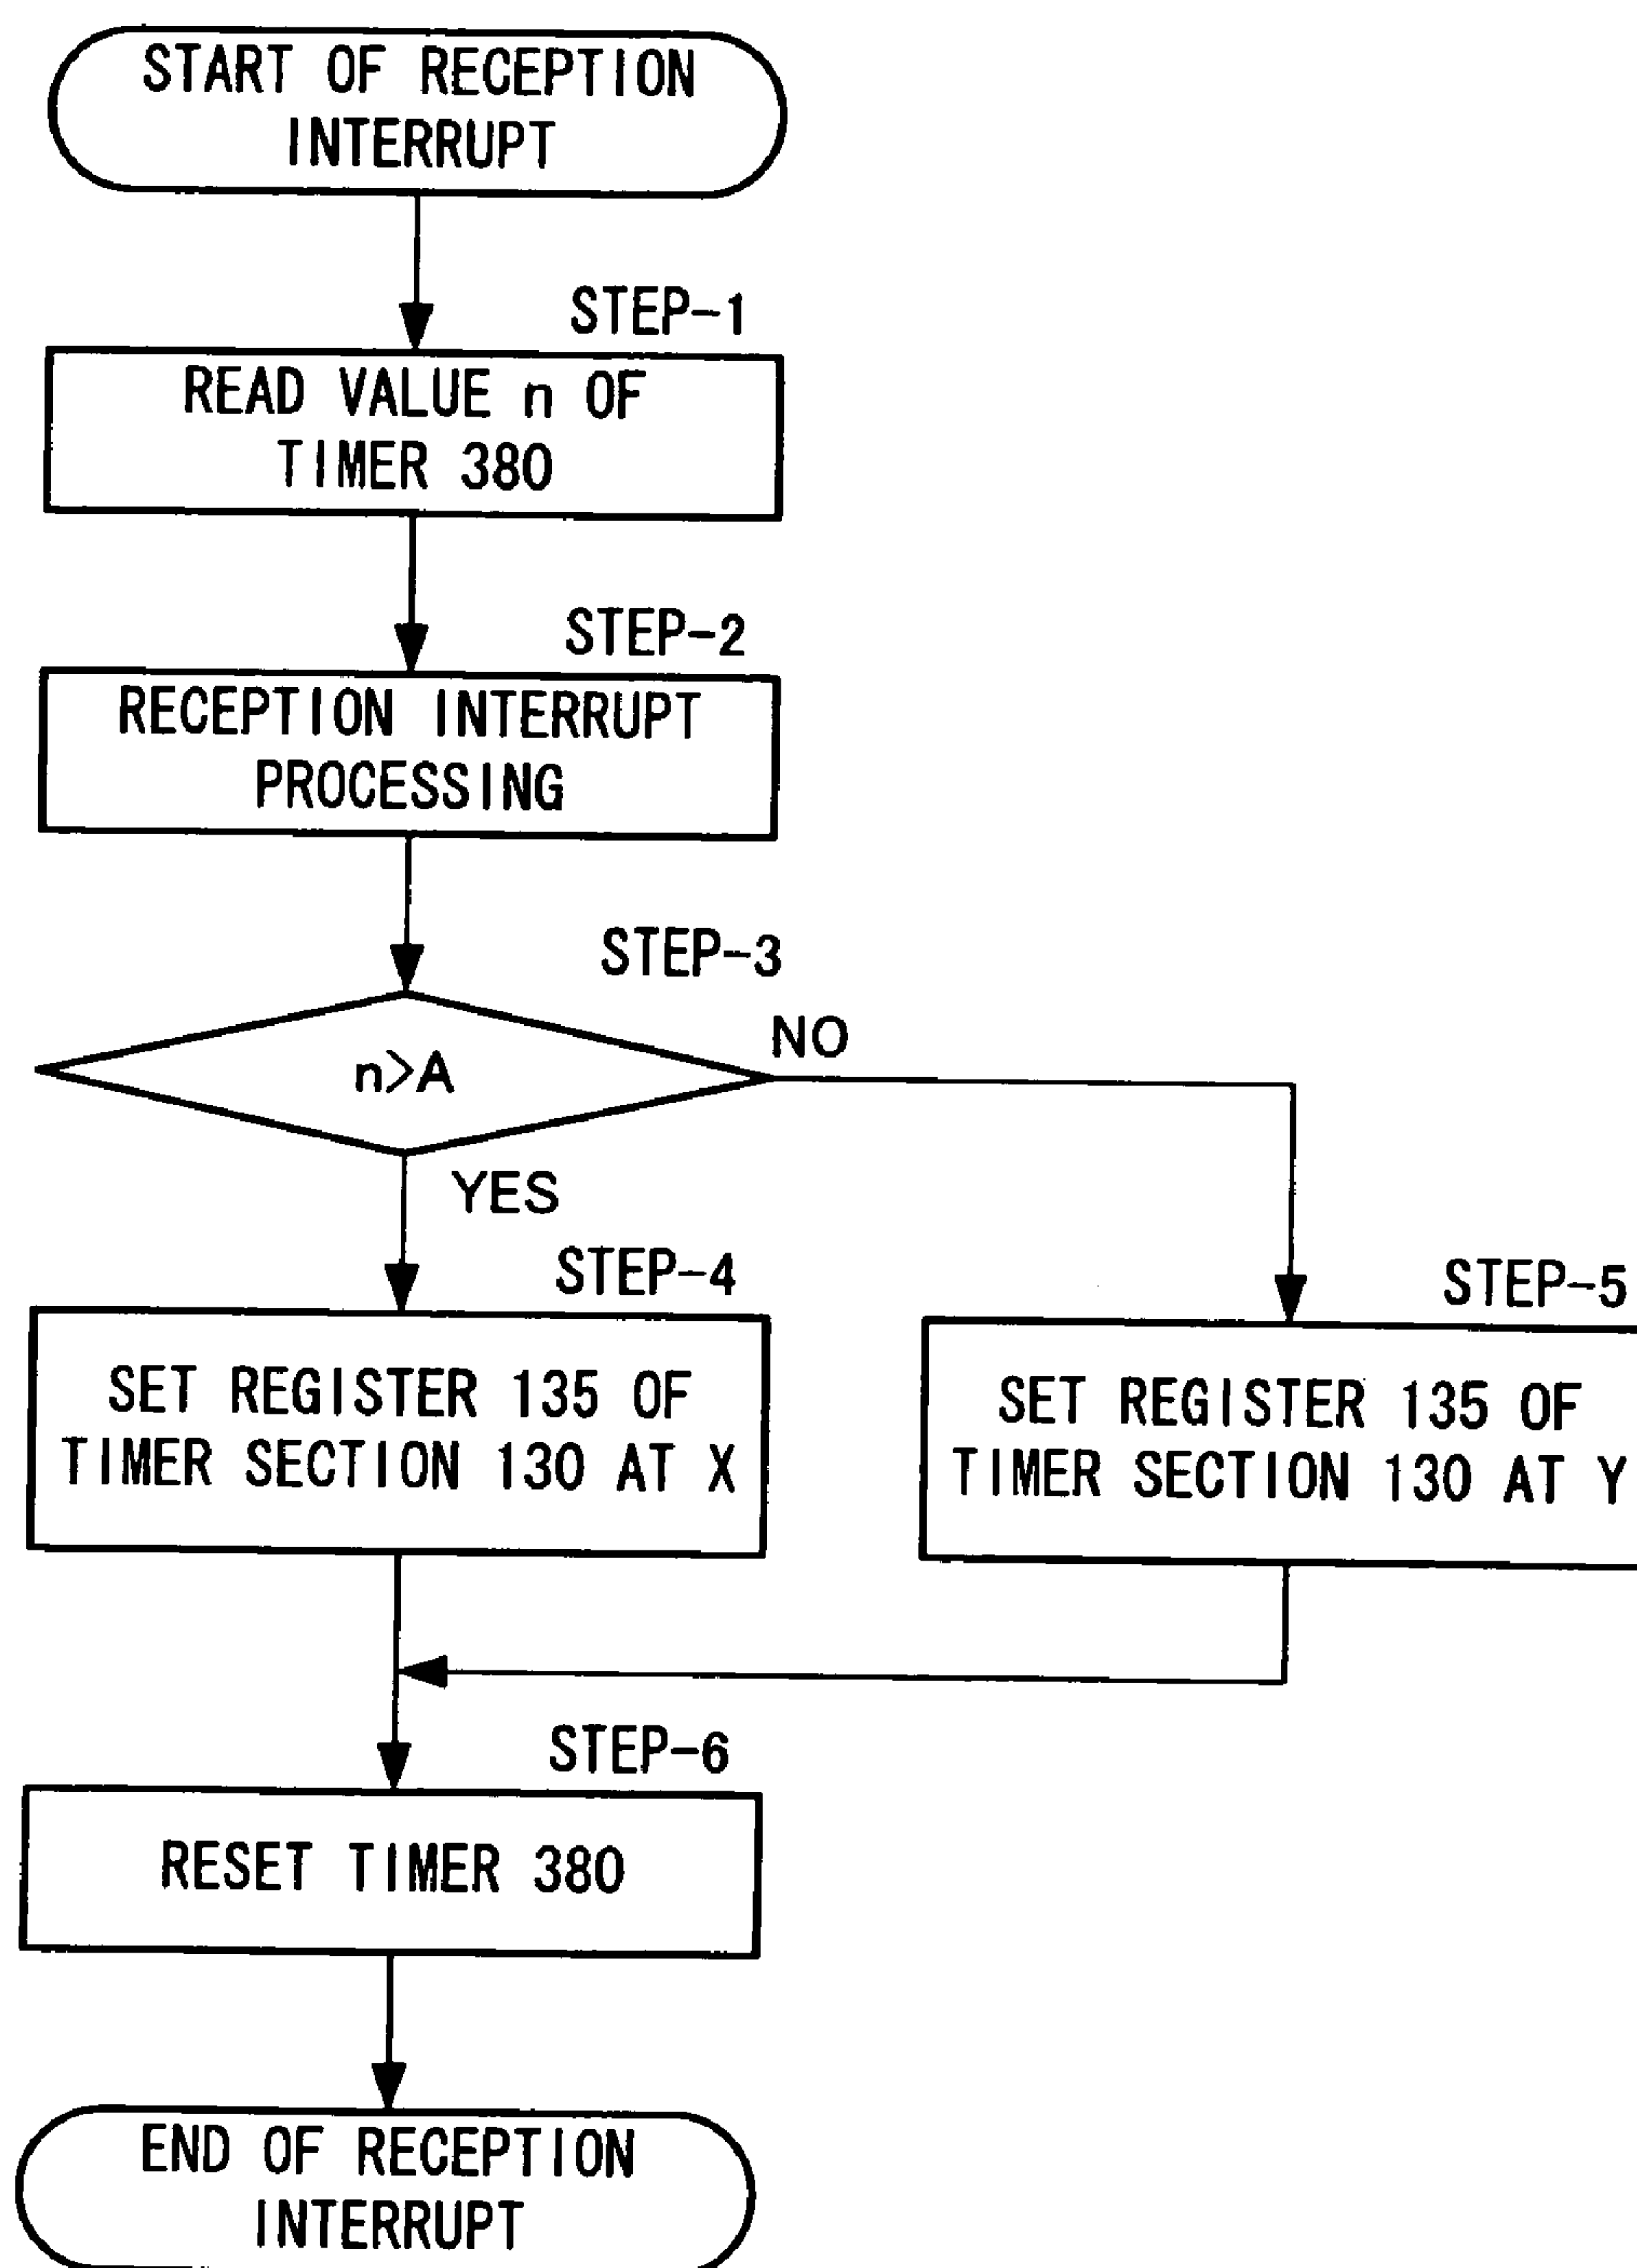 START OF RECEPTION
INTERRUPT
STEP-1
READ VALUE n OF
TIMER 380
STEP-2
RECEPTION INTERRUPT
PROCESSING
STEP-3
n>A
NO
YES
STEP-4
SET REGISTER 135 OF
TIMER SECTION 130 AT X
STEP-5
SET REGISTER 135 OF
TIMER SECTION 130 AT Y
STEP-6
RESET TIMER 380
END OF RECEPTION
INTERRUPT